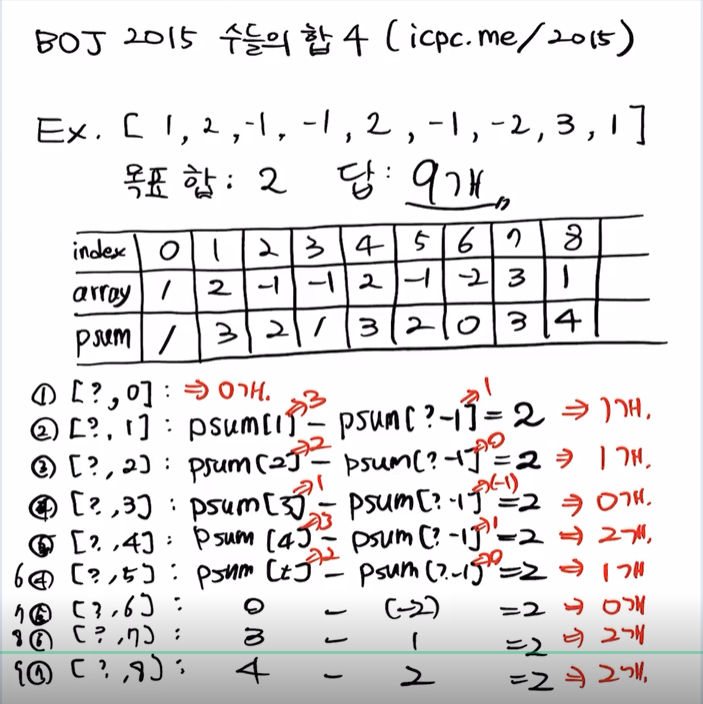 BOJ 2015 수들의 합 4 (icpc.me/2015)
Ex. [ 1, 2, -1, -1, 2, -1, -2, 3, 1 ]
목표 합: 2 답: 9개
index 0 1 2 3 4 5 6 7 8
array 1 2 -1 -1 2 -1 -2 3 1
psum 1 3 2 1 3 2 0 3 4
① [?, 0] : ⇒ 0개.
② [?, 1] : psum[1]⇒3 - psum[?-1]⇒1 = 2 ⇒ 1개.
③ [?, 2] : psum[2]⇒2 - psum[?-1]⇒0 = 2 ⇒ 1개.
④ [?, 3] : psum[3]⇒1 - psum[?-1]⇒(-1) = 2 ⇒ 0개.
⑤ [?, 4] : psum[4]⇒3 - psum[?-1]⇒1 = 2 ⇒ 2개.
6 ④ [?, 5] : psum[t]⇒2 - psum[?-1]⇒0 = 2 ⇒ 1개
7 ⑤ [?, 6] : 0 - (-2) = 2 ⇒ 0개
8 ⑥ [?, 7] : 3 - 1 = 2 ⇒ 2개
9 ⑦ [?, 8] : 4 - 2 = 2 ⇒ 2개.